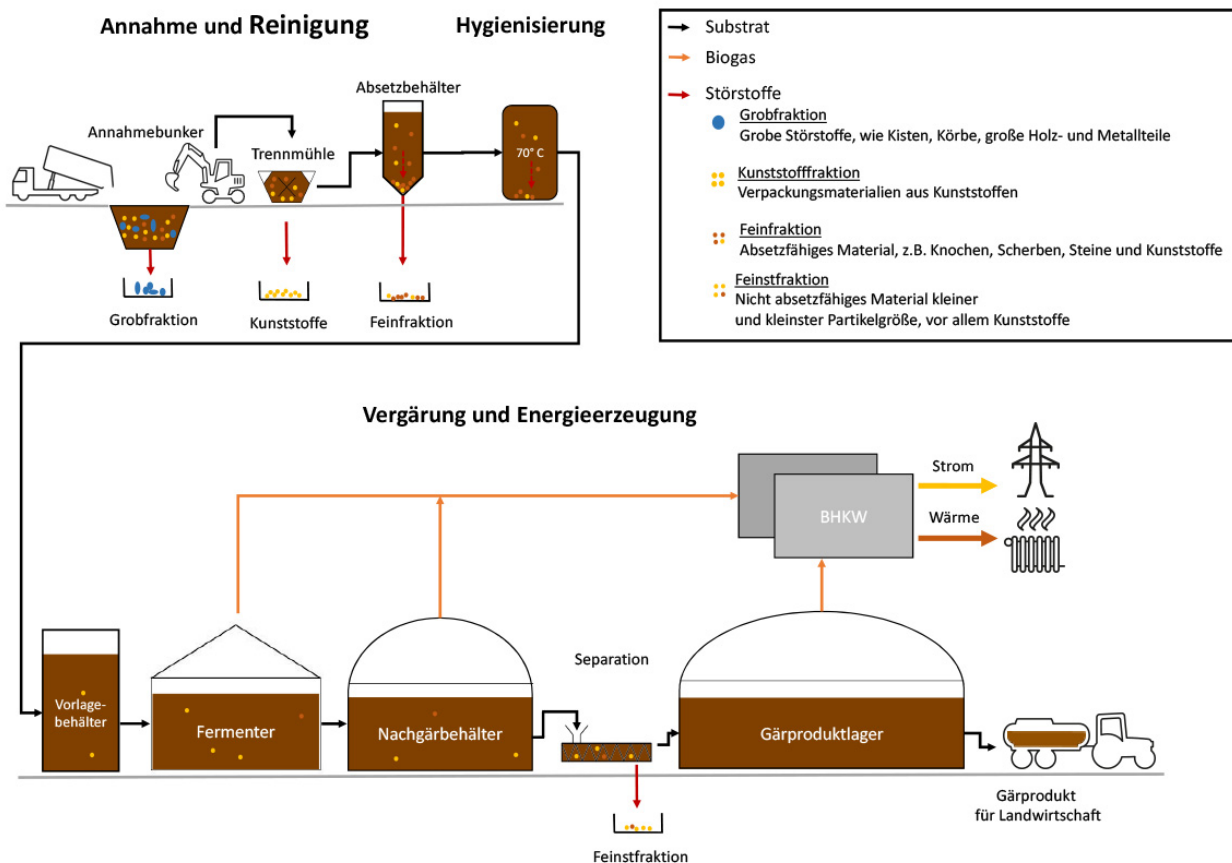 Annahme und Reinigung
Hygienisierung
Annahmebunker
Trennmühle
Absetzbehälter
70° C
Grobfraktion
Kunststoffe
Feinfraktion
Substrat
Biogas
Störstoffe
Grobfraktion
Grobe Störstoffe, wie Kisten, Körbe, große Holz- und Metallteile
Kunststofffraktion
Verpackungsmaterialien aus Kunststoffen
Feinfraktion
Absetzfähiges Material, z.B. Knochen, Scherben, Steine und Kunststoffe
Feinstfraktion
Nicht absetzfähiges Material kleiner
und kleinster Partikelgröße, vor allem Kunststoffe
Vergärung und Energieerzeugung
BHKW
Strom
Wärme
Vorlage-
behälter
Fermenter
Nachgärbehälter
Separation
Gärproduktlager
Feinstfraktion
Gärprodukt
für Landwirtschaft